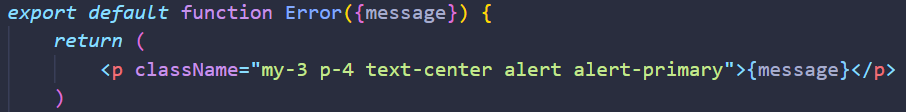 export default function Error({message}) {
    return (
        <p className="my-3 p-4 text-center alert alert-primary">{message}</p>
    )